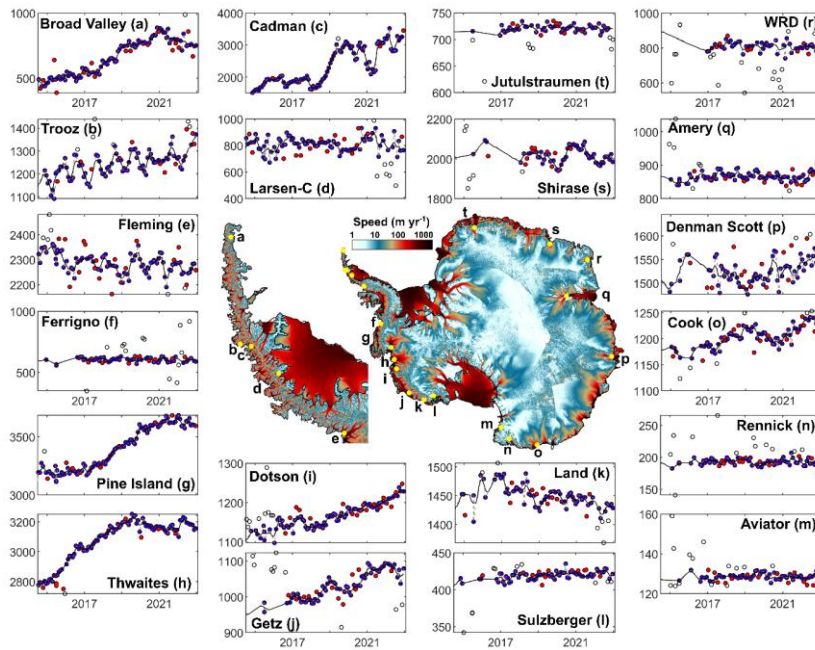 Broad Valley (a)
1000
500
2017 2021
Cadman (c)
3000
2000
2017 2021
700
750
650
600
Jutulstraumen (t)
2017 2021
WRD (r)
1000
800
600
400
2017 2021
Trooz (b)
1400
1300
1200
1100
1000
800
600
400
Larsen-C (d)
2200
2000
1800
Shirase (s)
Amery (q)
1000
900
800
Fleming (e)
2400
2300
2200
Speed (m yr⁻¹)
1 10 100 1000
a
b
c
d
e
t
s
r
f
g
h
i
j
k
l
m
n
o
p
q
Denman Scott (p)
1600
1550
1500
Ferrigno (f)
1000
500
Cook (o)
1250
1200
1150
1100
3500
3000
Pine Island (g)
Rennick (n)
250
200
150
Dotson (i)
1300
1200
1100
Land (k)
1500
1450
1400
3200
3000
2800
Thwaites (h)
2017 2021
1100
1000
900
Getz (j)
2017 2021
450
400
350
Sulzberger (l)
2017 2021
Aviator (m)
160
140
120
2017 2021